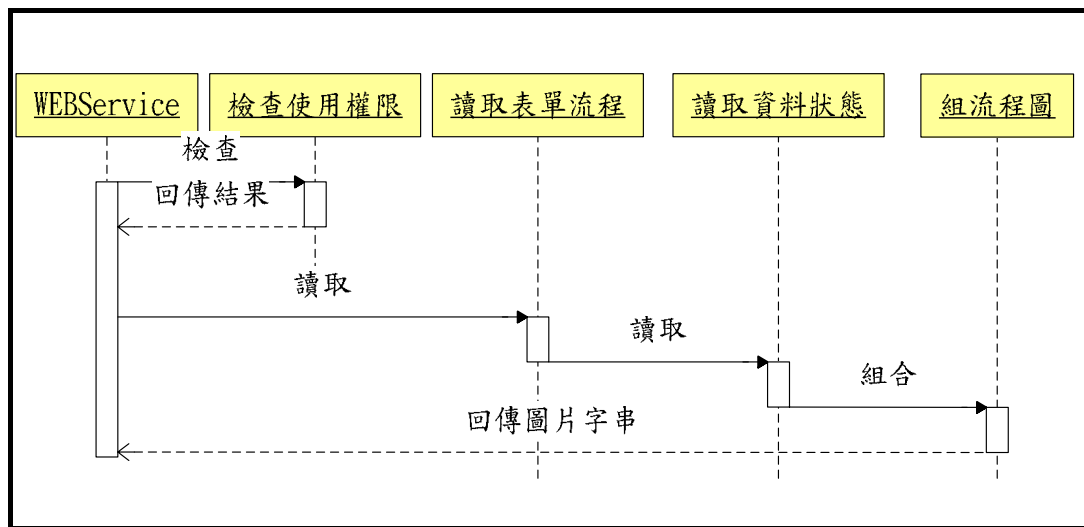 WEBService
檢查使用權限
讀取表單流程
讀取資料狀態
組流程圖
檢查
回傳結果
讀取
讀取
組合
回傳圖片字串